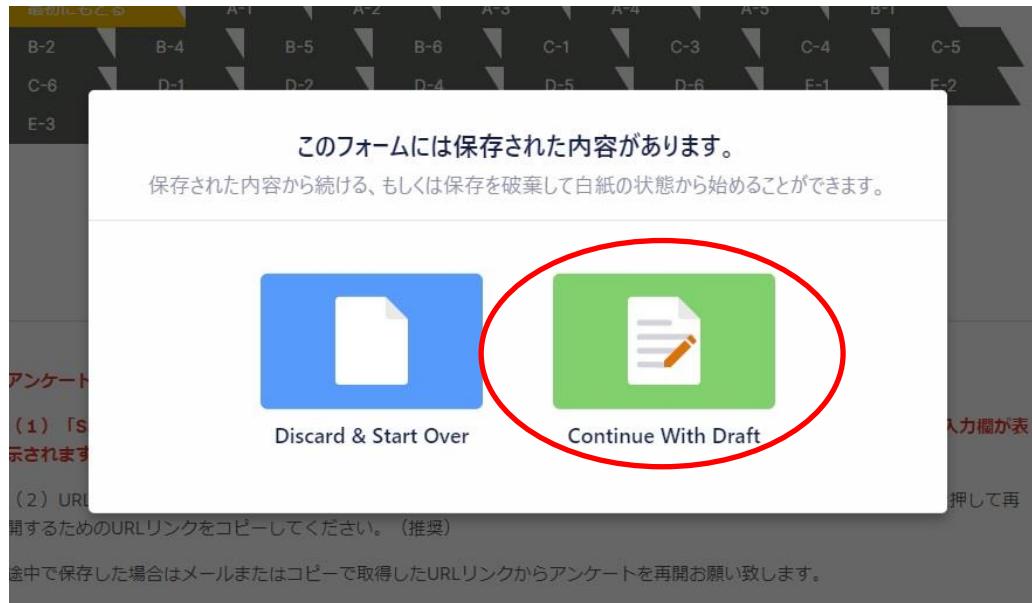 最初にもどる A-1 A-2 A-3 A-4 A-5 B-1
B-2 B-4 B-5 B-6 C-1 C-3 C-4 C-5
C-6 D-1 D-2 D-4 D-5 D-6 E-1 E-2
E-3
このフォームには保存された内容があります。
保存された内容から続ける、もしくは保存を破棄して白紙の状態から始めることができます。
Discard & Start Over Continue With Draft
アンケート
(1)「S 入力欄が表
示されます
(2)URL 押して再
開するためのURLリンクをコピーしてください。(推奨)
途中で保存した場合はメールまたはコピーで取得したURLリンクからアンケートを再開お願い致します。